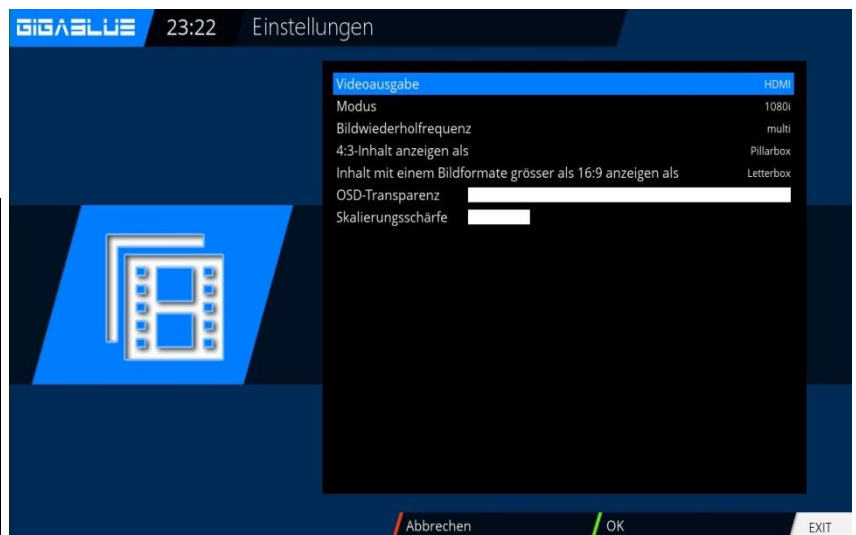 GIGABLUE 23:22 Einstellungen
Videoausgabe HDMI
Modus 1080i
Bildwiederholfrequenz multi
4:3-Inhalt anzeigen als Pillarbox
Inhalt mit einem Bildformate grösser als 16:9 anzeigen als Letterbox
OSD-Transparenz
Skalierungsschärfe
Abbrechen OK EXIT